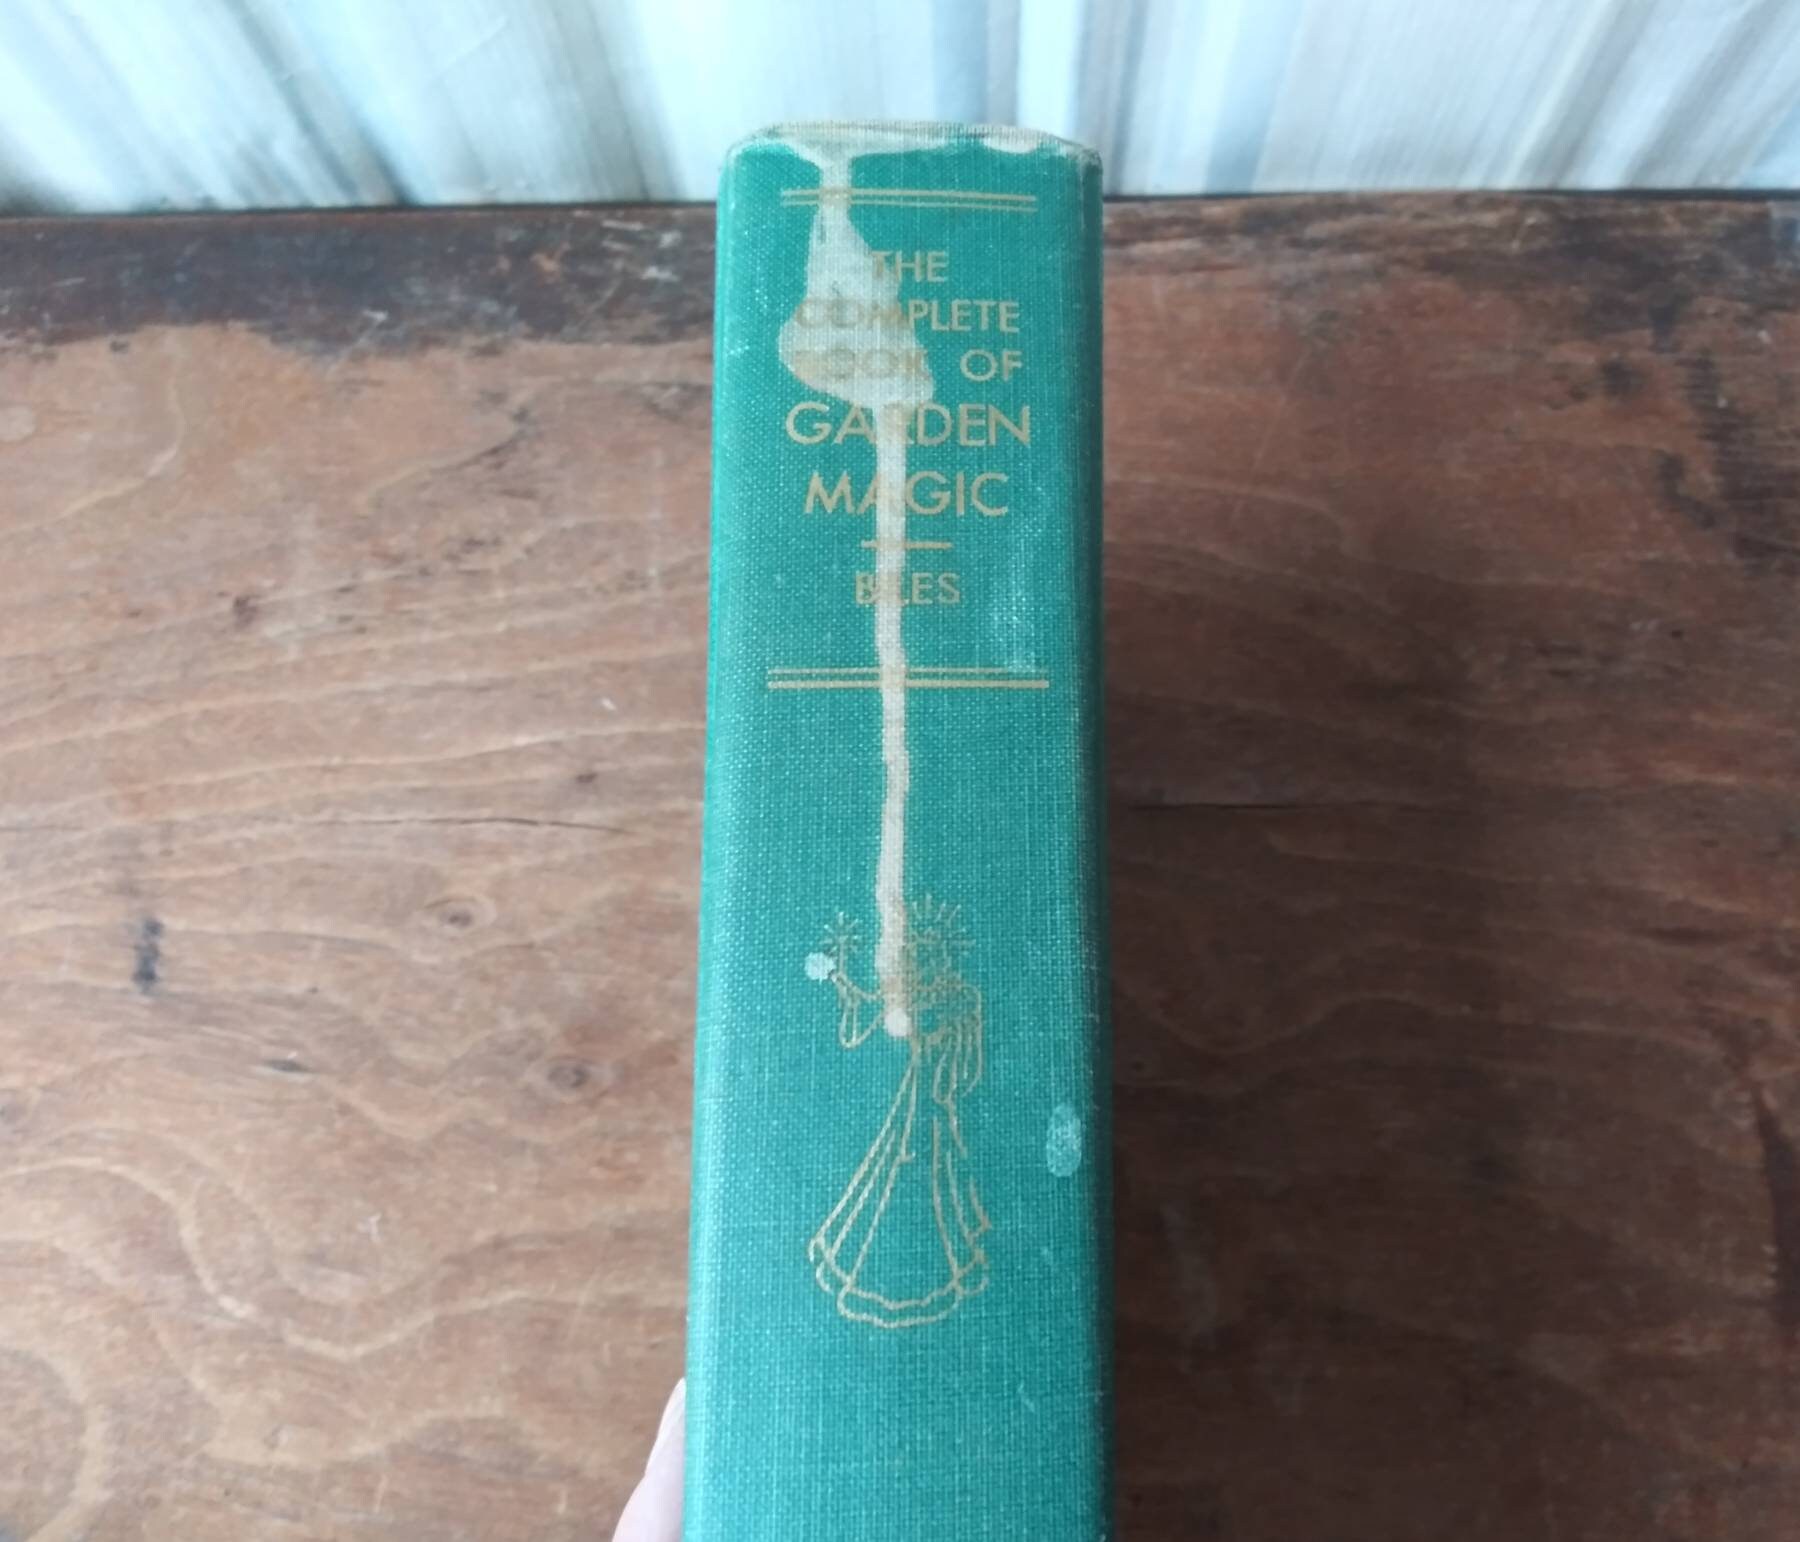 THE
COMPLETE
BOOK OF
GARDEN
MAGIC
BILES